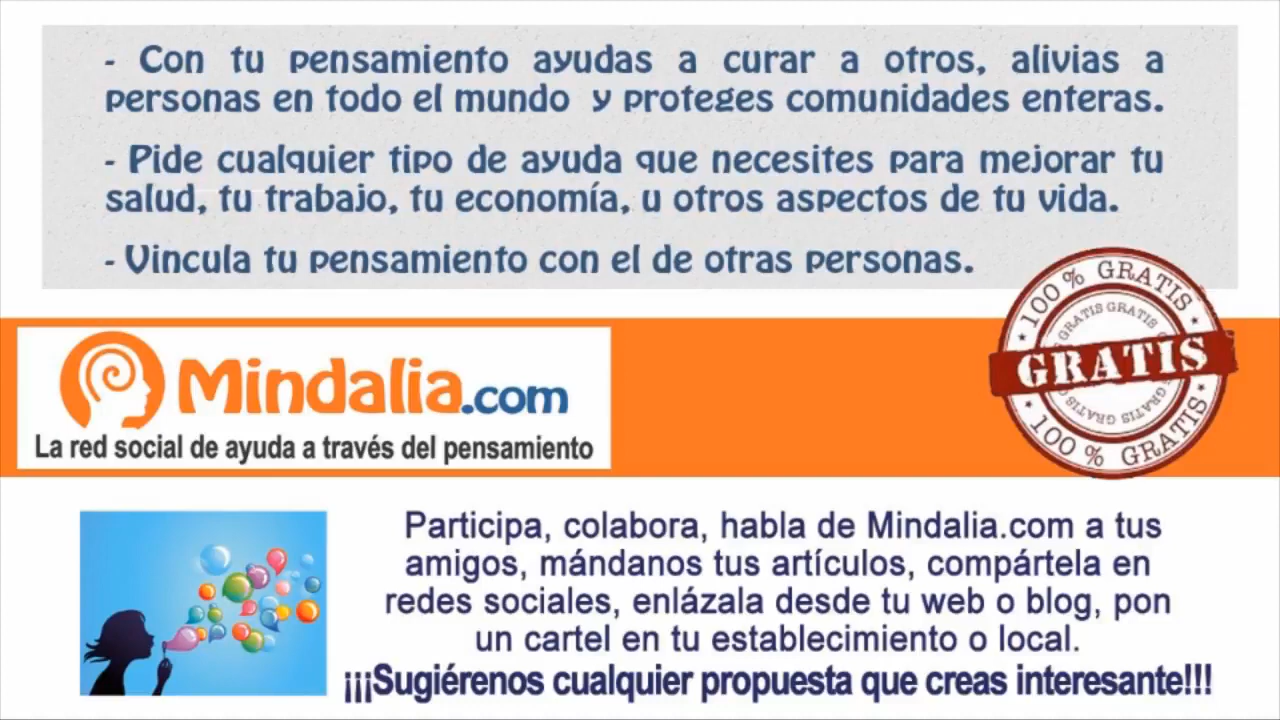 - Con tu pensamiento ayudas a curar a otros, alivias a
personas en todo el mundo y proteges comunidades enteras.
- Pide cualquier tipo de ayuda que necesites para mejorar tu
salud, tu trabajo, tu economía, u otros aspectos de tu vida.
- Vincula tu pensamiento con el de otras personas.
100 % GRATIS
GRATIS GRATIS GRATIS
GRATIS
GRATIS GRATIS GRATIS
100 % GRATIS
Mindalia.com
La red social de ayuda a través del pensamiento
Participa, colabora, habla de Mindalia.com a tus
amigos, mándanos tus artículos, compártela en
redes sociales, enlázala desde tu web o blog, pon
un cartel en tu establecimiento o local.
¡¡¡Sugiérenos cualquier propuesta que creas interesante!!!